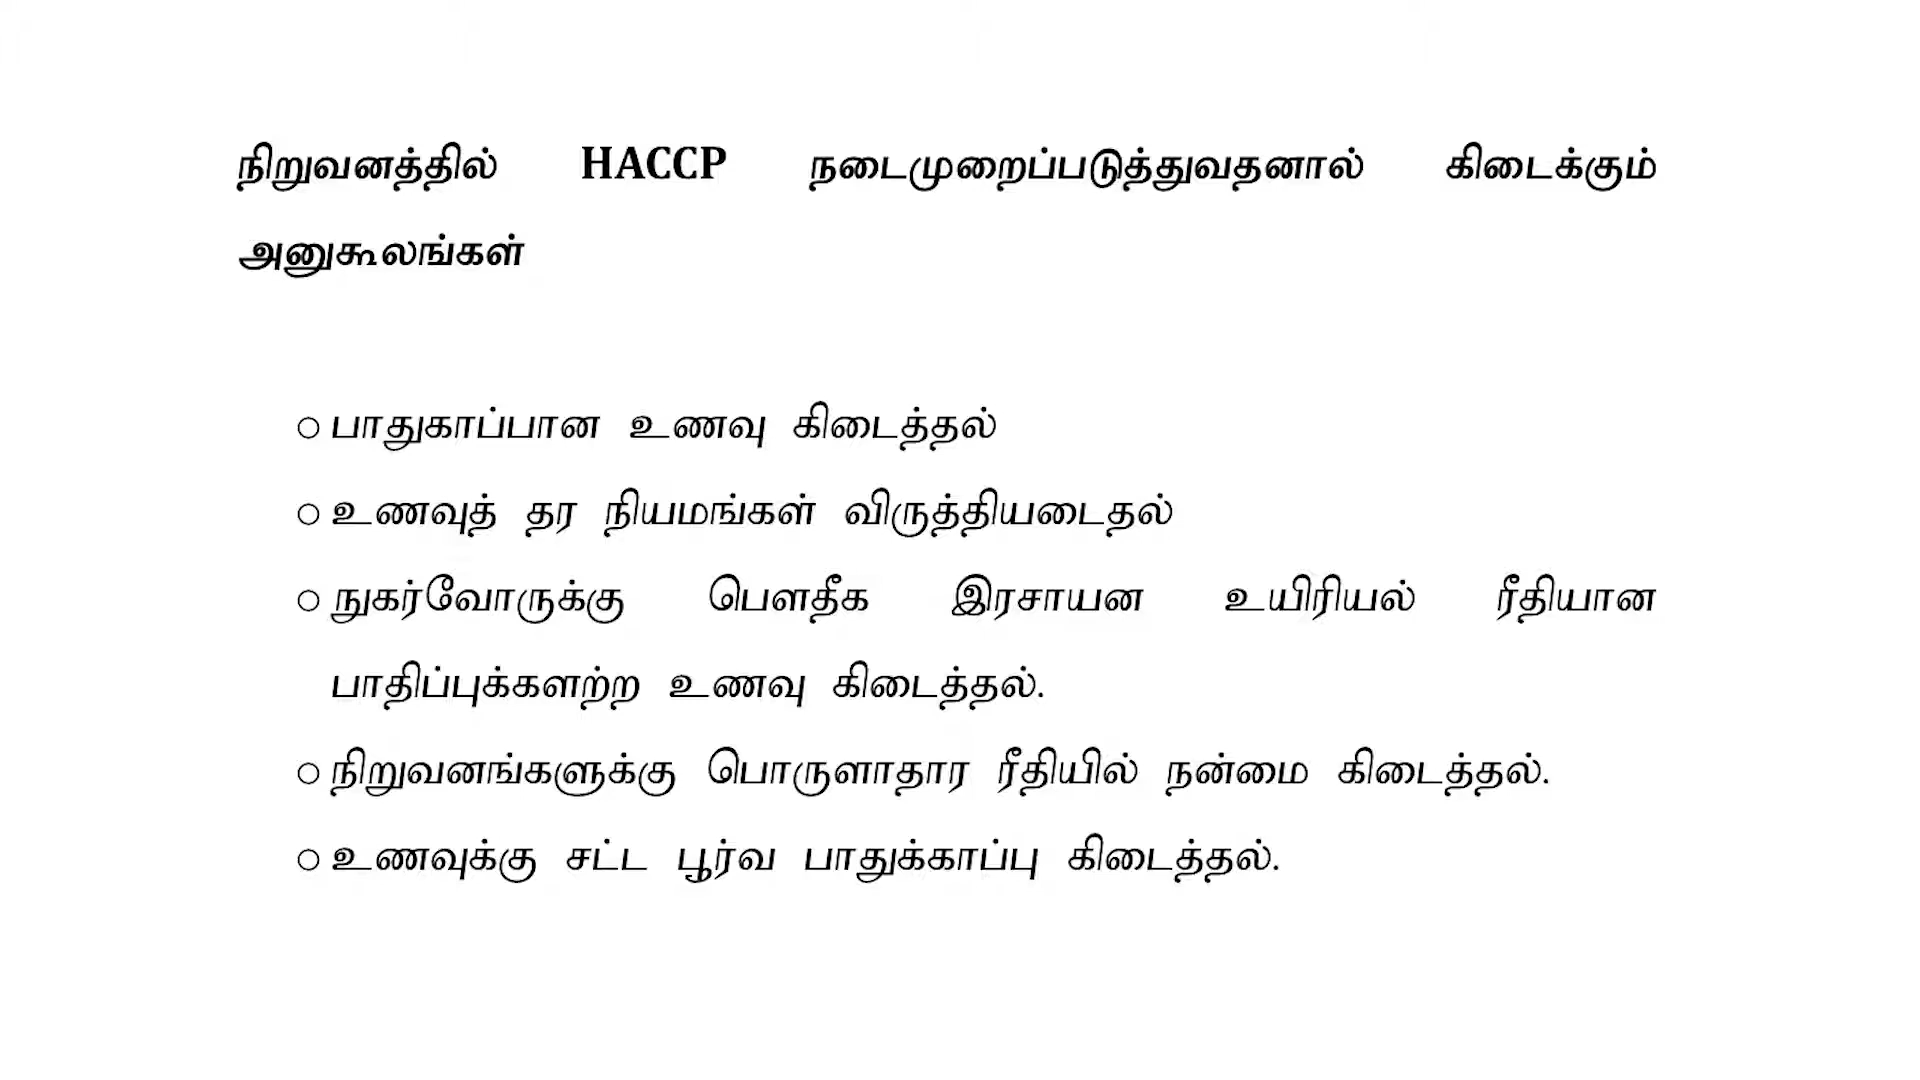 நிறுவனத்தில் HACCP நடைமுறைப்படுத்துவதனால் கிடைக்கும்
அனுகூலங்கள்
○ பாதுகாப்பான உணவு கிடைத்தல்
○ உணவுத் தர நியமங்கள் விருத்தியடைதல்
○ நுகர்வோருக்கு பௌதீக இரசாயன உயிரியல் ரீதியான
பாதிப்புக்களற்ற உணவு கிடைத்தல்.
○ நிறுவனங்களுக்கு பொருளாதார ரீதியில் நன்மை கிடைத்தல்.
○ உணவுக்கு சட்ட பூர்வ பாதுக்காப்பு கிடைத்தல்.